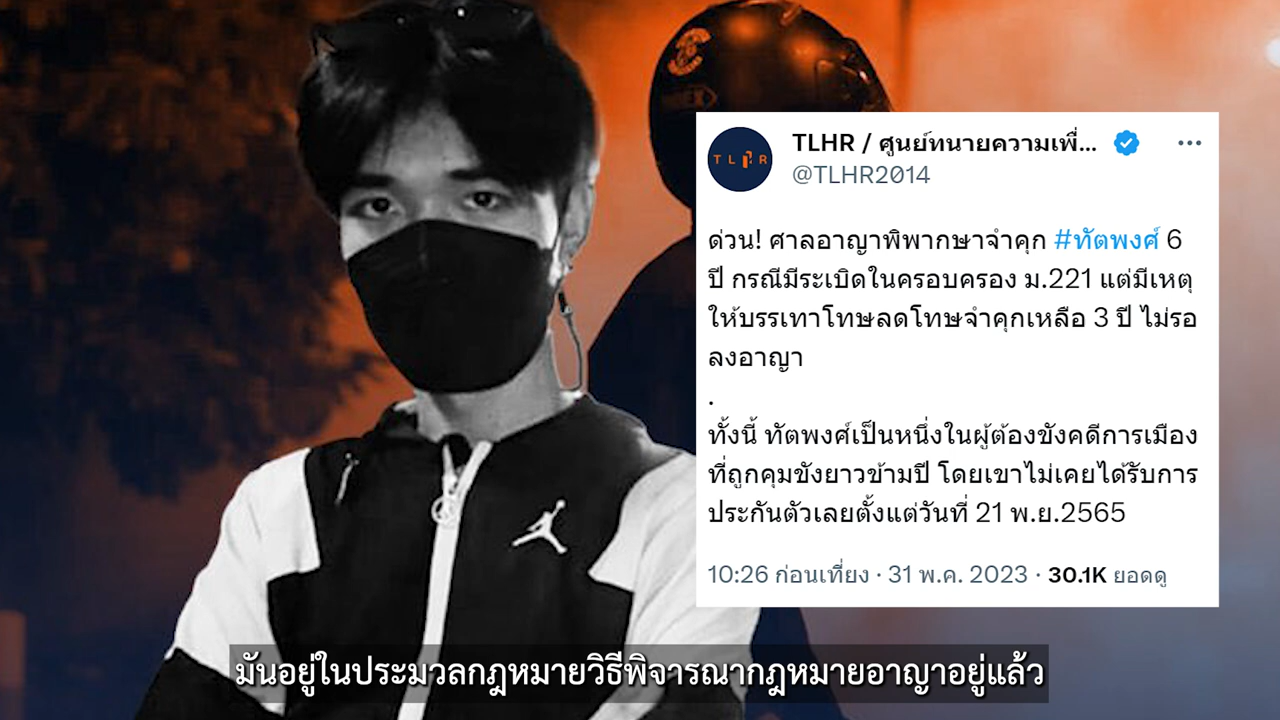 TLHR
TLHR / ศูนย์ทนายความเพื่...
@TLHR2014
ด่วน! ศาลอาญาพิพากษาจำคุก #ทัตพงศ์ 6
ปี กรณีมีระเบิดในครอบครอง ม.221 แต่มีเหตุ
ให้บรรเทาโทษลดโทษจำคุกเหลือ 3 ปี ไม่รอ
ลงอาญา
.
ทั้งนี้ ทัตพงศ์เป็นหนึ่งในผู้ต้องขังคดีการเมือง
ที่ถูกคุมขังยาวข้ามปี โดยเขาไม่เคยได้รับการ
ประกันตัวเลยตั้งแต่วันที่ 21 พ.ย.2565
10:26 ก่อนเที่ยง · 31 พ.ค. 2023 · 30.1K ยอดดู
มันอยู่ในประมวลกฎหมายวิธีพิจารณากฎหมายอาญาอยู่แล้ว